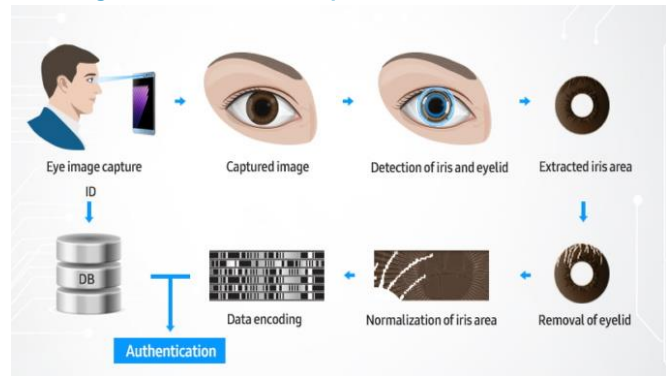 Eye image capture
Captured image
Detection of iris and eyelid
Extracted iris area
ID
DB
Data encoding
Normalization of iris area
Removal of eyelid
Authentication